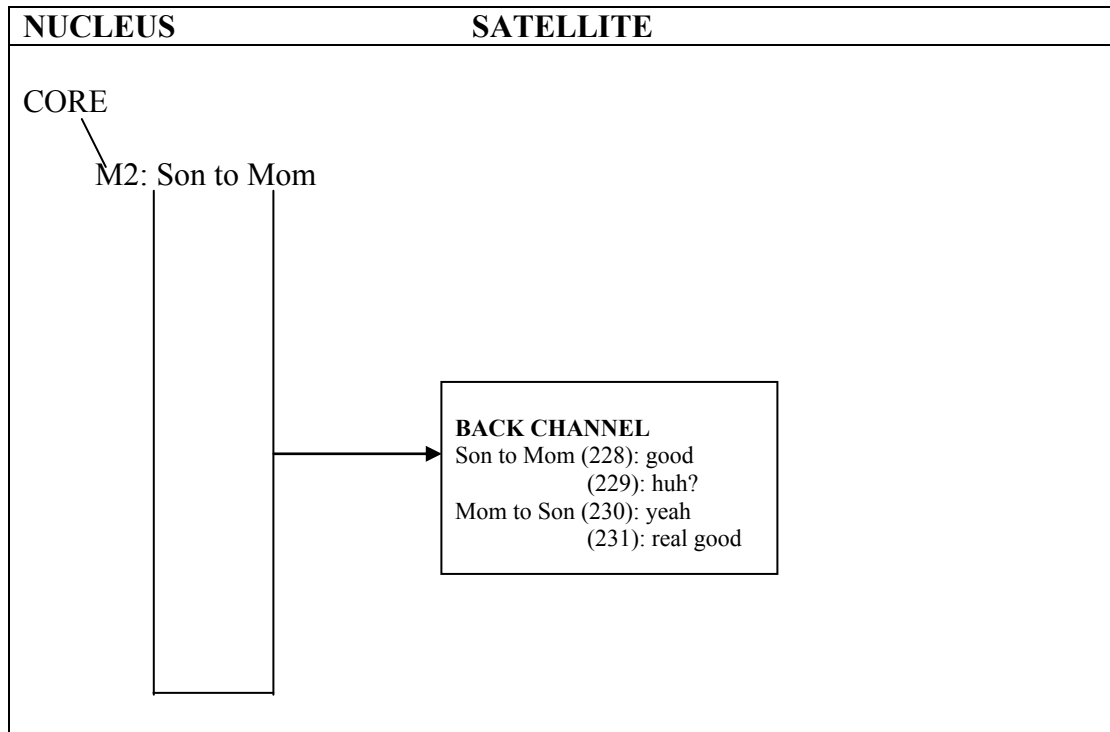 NUCLEUS SATELLITE
CORE
M2: Son to Mom
BACK CHANNEL
Son to Mom (228): good
(229): huh?
Mom to Son (230): yeah
(231): real good